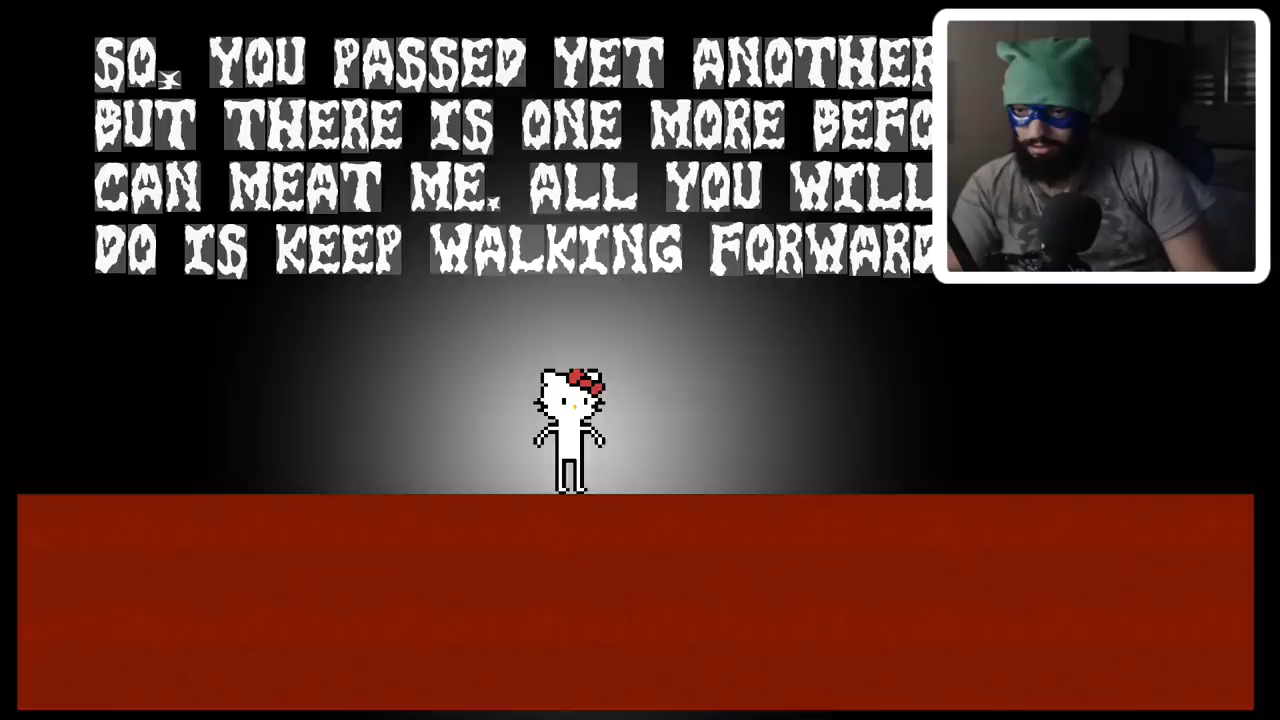 SO, YOU PASSED YET ANOTHER
BUT THERE IS ONE MORE
CAN MEAT ME. ALL YOU WILL
DO IS KEEP WALKING FORWARD